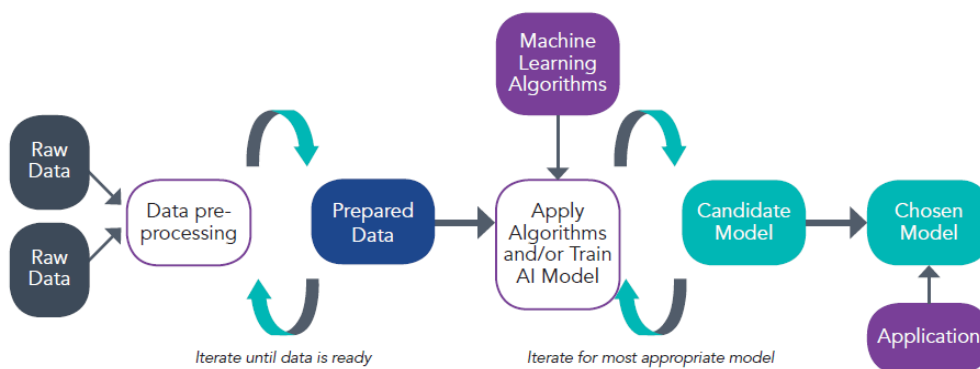 Machine
Learning
Algorithms
Raw
Data
Raw
Data
Data pre-
processing
Prepared
Data
Apply
Algorithms
and/or Train
AI Model
Candidate
Model
Chosen
Model
Application
Iterate until data is ready
Iterate for most appropriate model